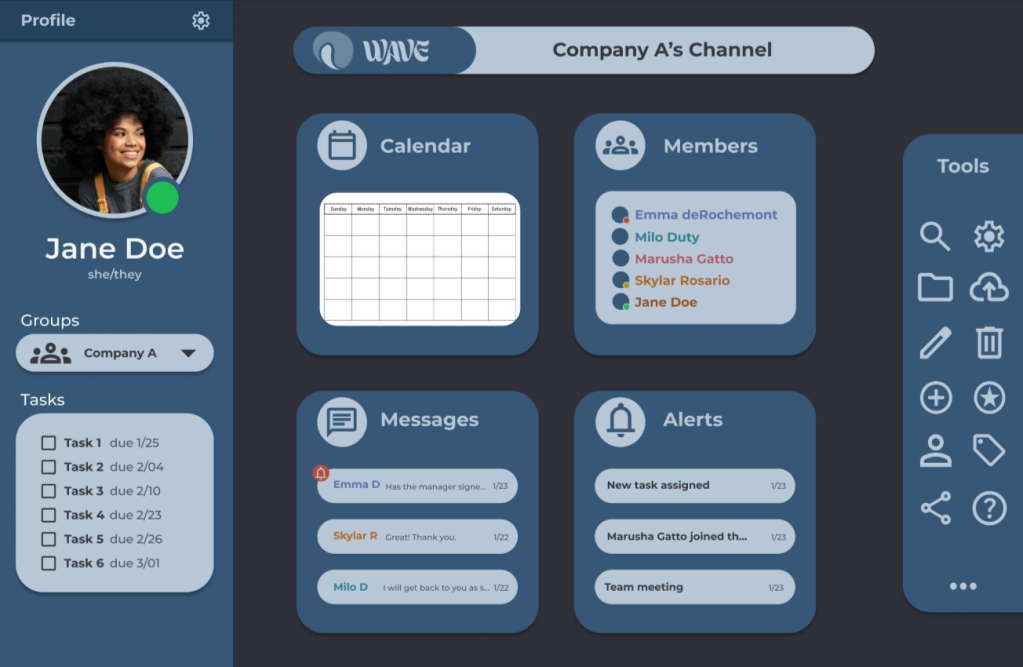 Profile
Jane Doe
she/they
Groups
Company A
Tasks
Task 1 due 1/25
Task 2 due 2/04
Task 3 due 2/10
Task 4 due 2/23
Task 5 due 2/26
Task 6 due 3/01
WAVE
Company A's Channel
Calendar
Sunday Monday Tuesday Wednesday Thursday Friday Saturday
Members
Emma deRochemont
Milo Duty
Marusha Gatto
Skylar Rosario
Jane Doe
Messages
Emma D Has the manager signe... 1/23
Skylar R Great! Thank you. 1/22
Milo D I will get back to you as s... 1/22
Alerts
New task assigned 1/23
Marusha Gatto joined th... 1/23
Team meeting 1/23
Tools